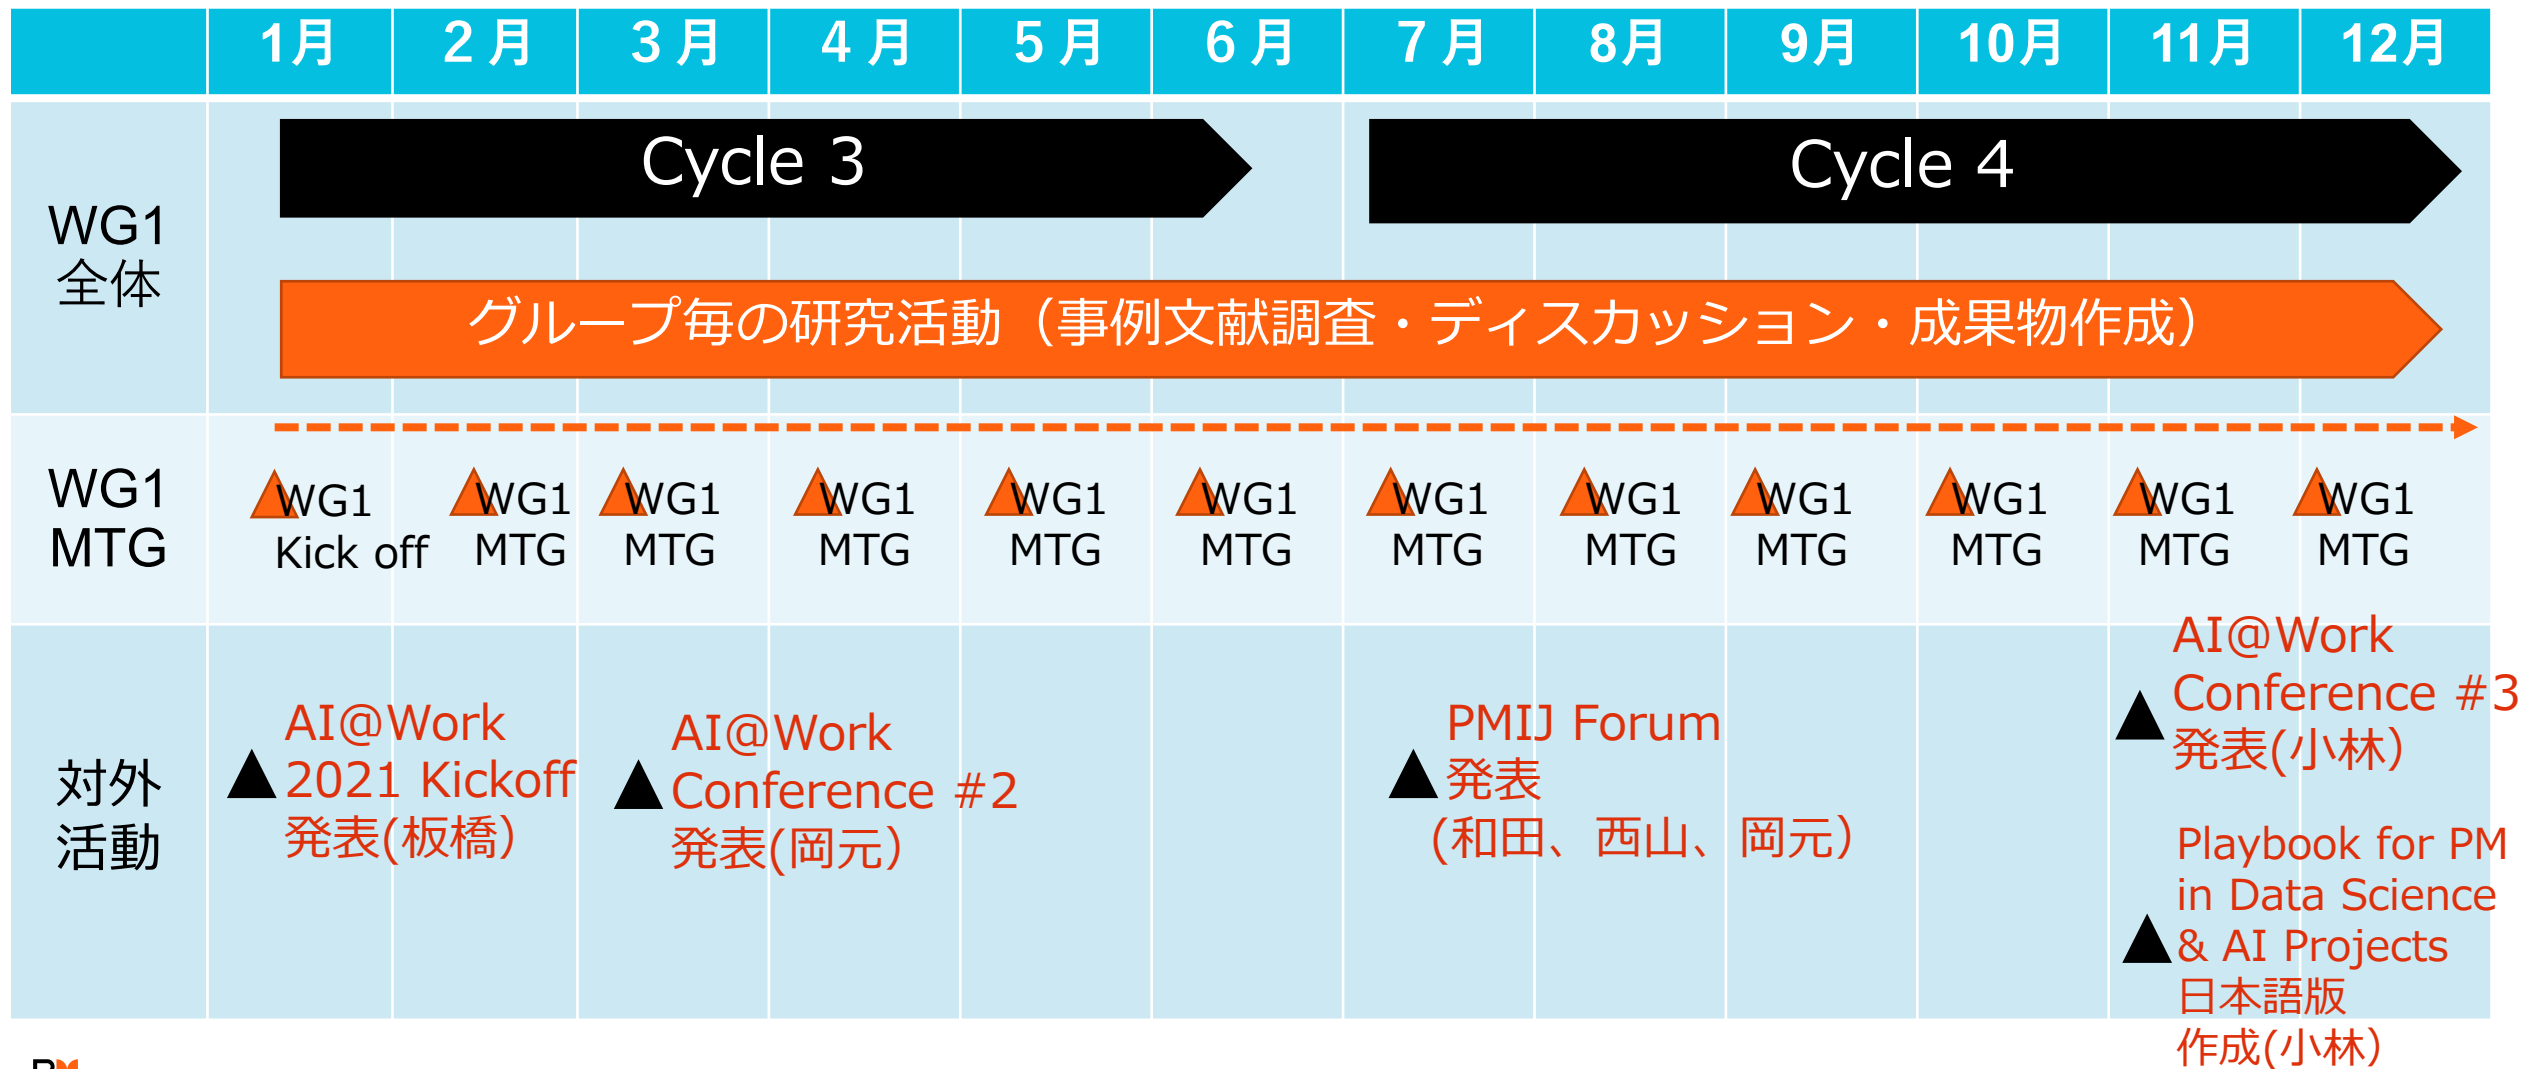 1月 2月 3月 4月 5月 6月 7月 8月 9月 10月 11月 12月
WG1
全体
Cycle 3
Cycle 4
グループ毎の研究活動（事例文献調査・ディスカッション・成果物作成）
WG1
MTG
WG1
Kick off
WG1
MTG
WG1
MTG
WG1
MTG
WG1
MTG
WG1
MTG
WG1
MTG
WG1
MTG
WG1
MTG
WG1
MTG
WG1
MTG
WG1
MTG
対外
活動
AI@Work
2021 Kickoff
発表(板橋）
AI@Work
Conference #2
発表(岡元）
PMIJ Forum
発表
(和田、西山、岡元）
AI@Work
Conference #3
発表(小林）
Playbook for PM
in Data Science
& AI Projects
日本語版
作成(小林）